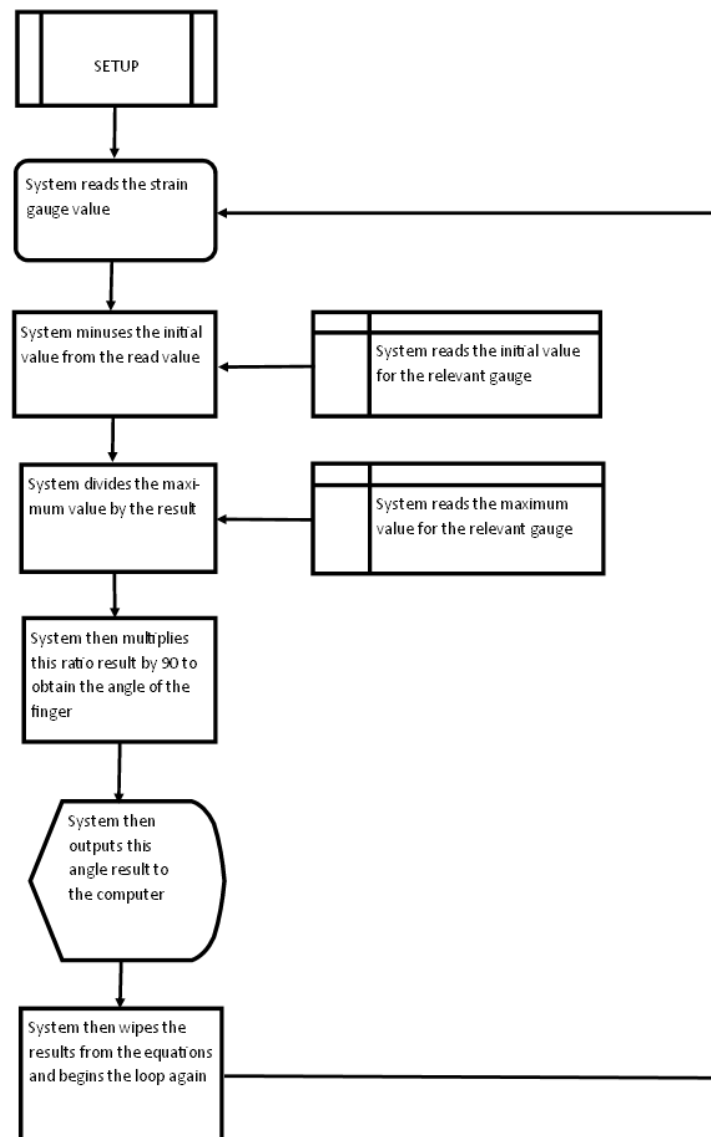 SETUP
System reads the strain
gauge value
System minuses the initial
value from the read value
System reads the initial value
for the relevant gauge
System divides the maxi-
mum value by the result
System reads the maximum
value for the relevant gauge
System then multiplies
this ratio result by 90 to
obtain the angle of the
finger
System then
outputs this
angle result to
the computer
System then wipes the
results from the equations
and begins the loop again